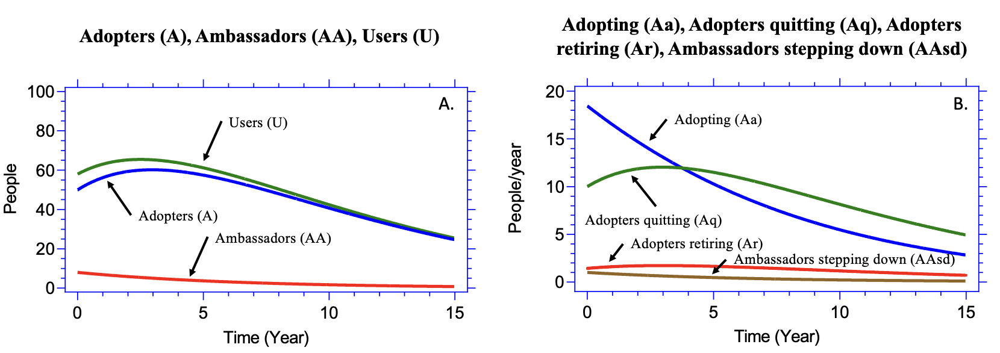 Adopters (A), Ambassadors (AA), Users (U)
100
80
60
40
20
0
People
A.
Users (U)
Adopters (A)
Ambassadors (AA)
0
5
10
15
Time (Year)
Adopting (Aa), Adopters quitting (Aq), Adopters
retiring (Ar), Ambassadors stepping down (AAsd)
20
15
10
5
0
People/year
B.
Adopting (Aa)
Adopters quitting (Aq)
Adopters retiring (Ar)
Ambassadors stepping down (AAsd)
0
5
10
15
Time (Year)